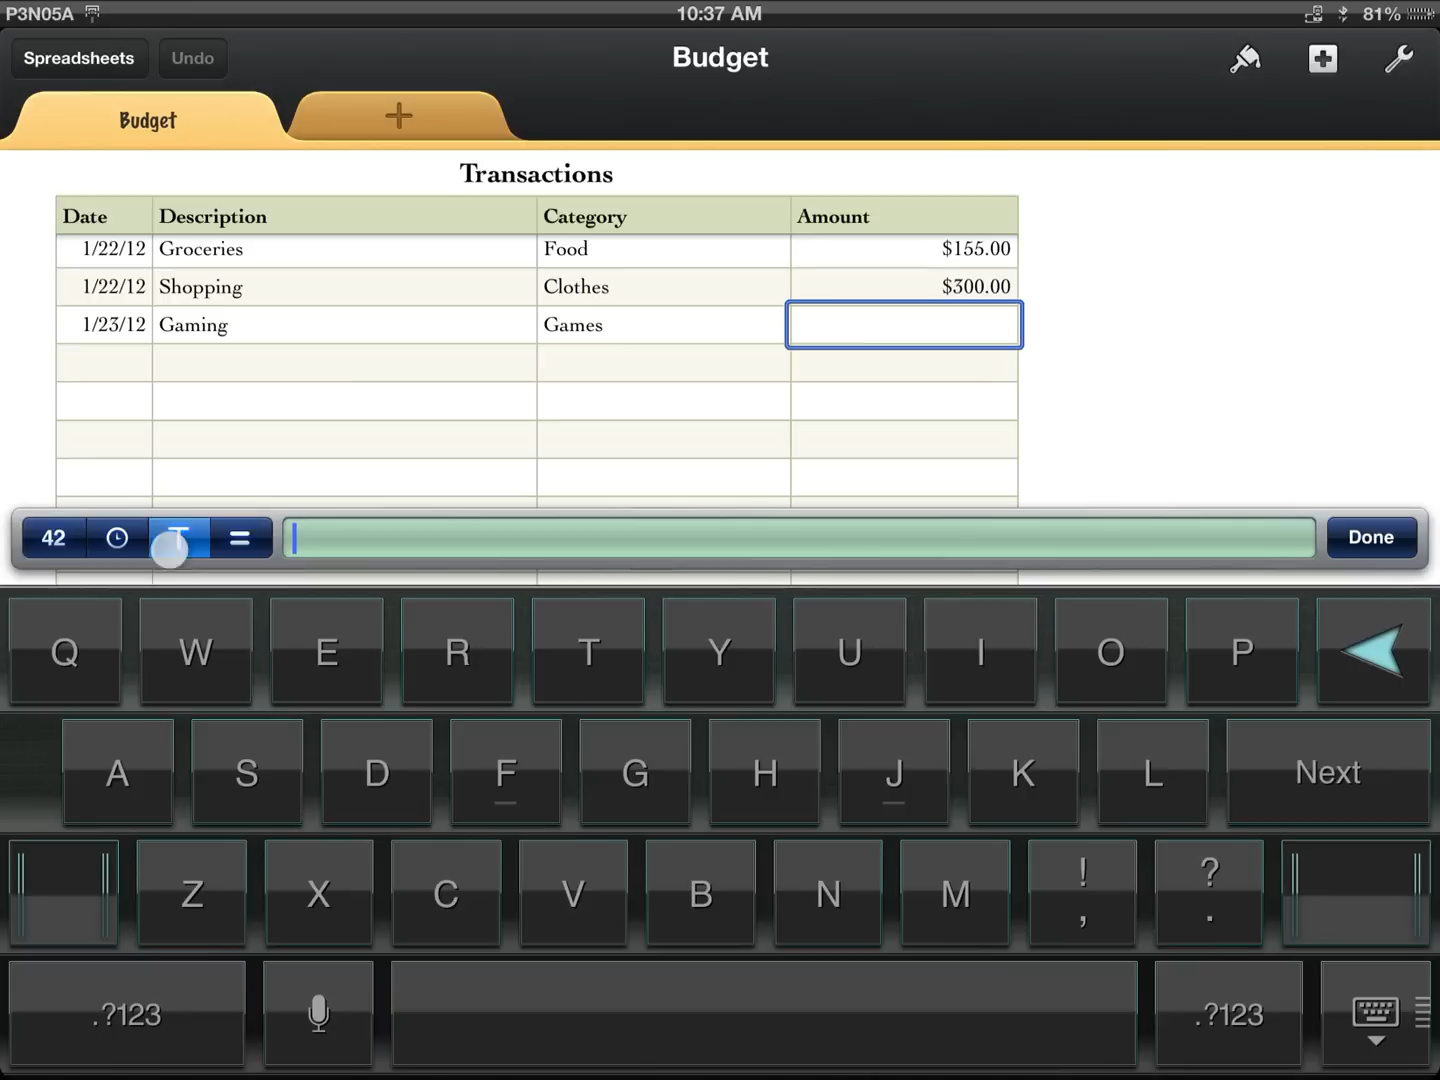 P3N05A 10:37 AM 81%
Spreadsheets Undo Budget
Budget +
Transactions
Date Description Category Amount
1/22/12 Groceries Food $155.00
1/22/12 Shopping Clothes $300.00
1/23/12 Gaming Games
42 T = Done
Q W E R T Y U I O P
A S D F G H J K L Next
Z X C V B N M ! , ? .
.?123 .?123